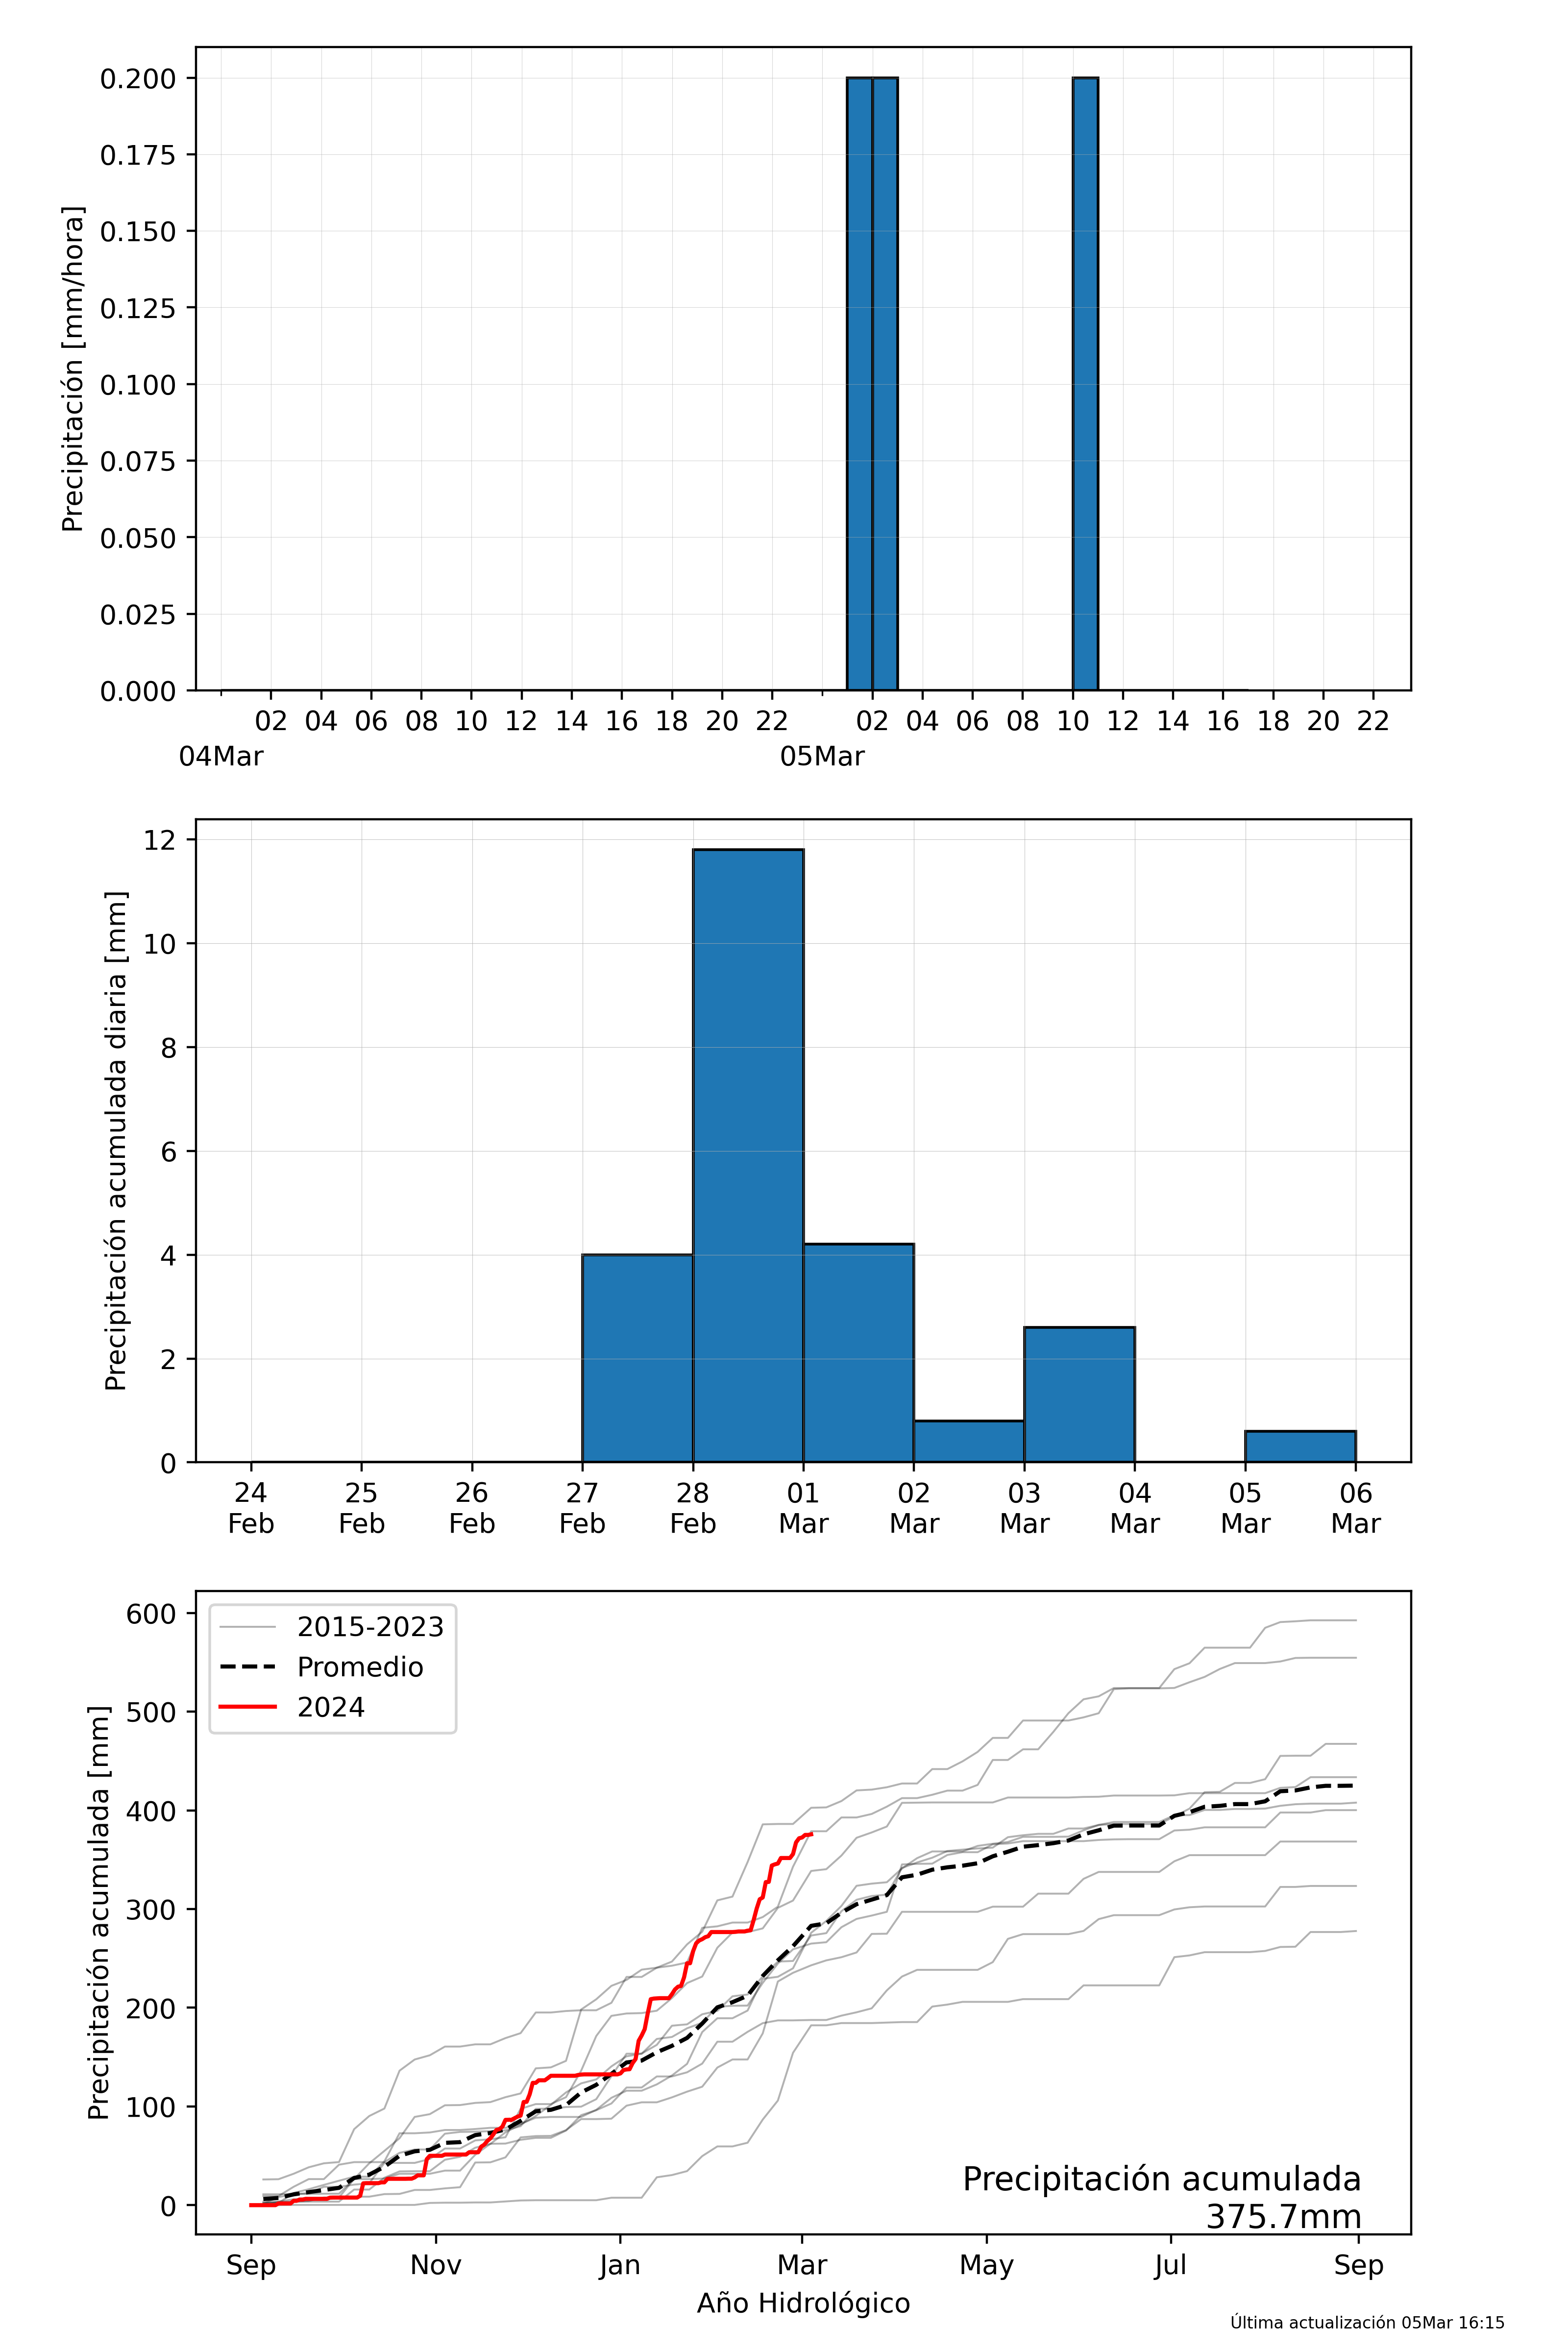 Precipitación [mm/hora]
0.200
0.175
0.150
0.125
0.100
0.075
0.050
0.025
0.000
02 04 06 08 10 12 14 16 18 20 22 02 04 06 08 10 12 14 16 18 20 22
04Mar 05Mar
Precipitación acumulada diaria [mm]
12
10
8
6
4
2
0
24 25 26 27 28 01 02 03 04 05 06
Feb Feb Feb Feb Feb Mar Mar Mar Mar Mar Mar
Precipitación acumulada [mm]
600
500
400
300
200
100
0
2015-2023
Promedio
2024
Precipitación acumulada
375.7mm
Sep Nov Jan Mar May Jul Sep
Año Hidrológico
Última actualización 05Mar 16:15